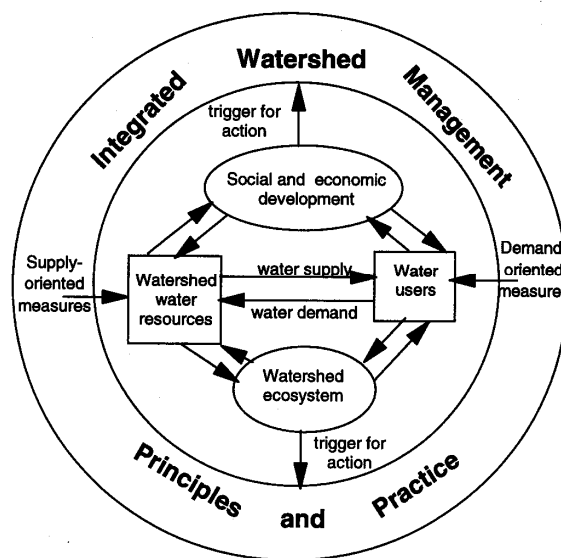 Watershed
Integrated
Management
trigger for
action
Social and economic
development
Supply-
oriented
measures
Watershed
water
resources
water supply
water demand
Water
users
Demand
oriented
measure
Watershed
ecosystem
trigger for
action
Principles
and
Practice